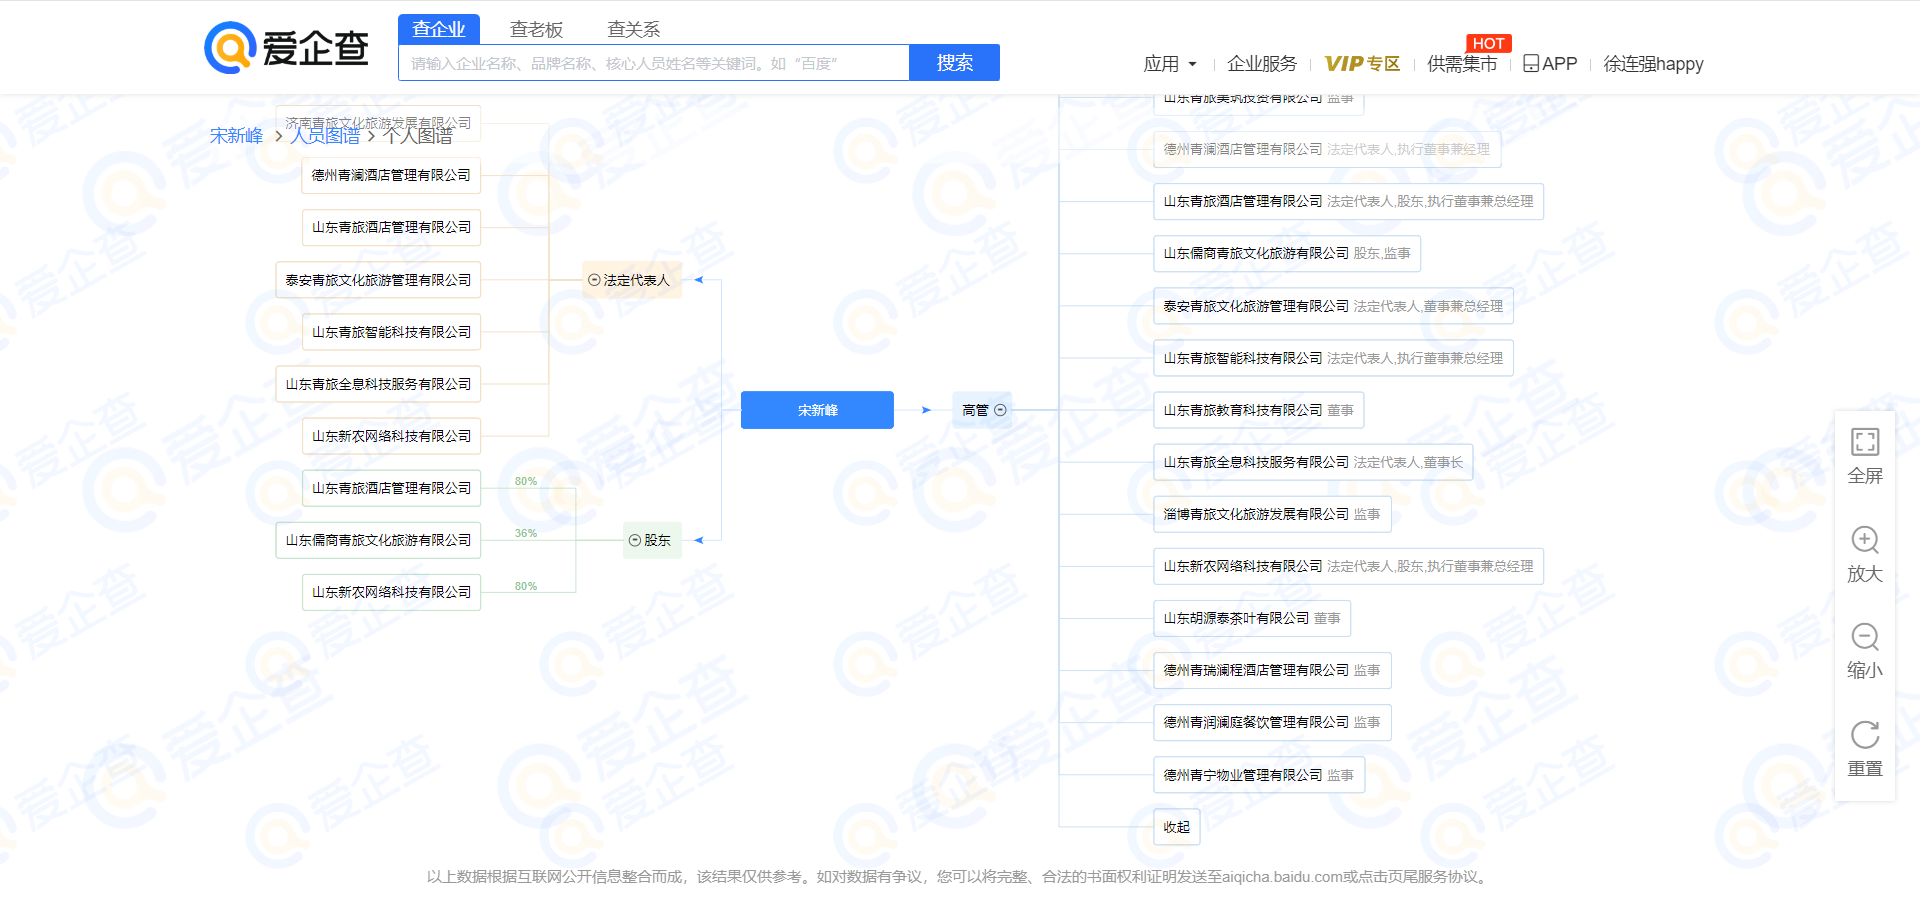 爱企查
查企业 查老板 查关系
请输入企业名称、品牌名称、核心人员姓名等关键词。如“百度” 搜索
应用 企业服务 VIP专区 供需集市 HOT APP 徐连强happy
宋新峰 > 人员图谱 > 个人图谱
济南青旅文化旅游发展有限公司
德州青澜酒店管理有限公司
山东青旅酒店管理有限公司
泰安青旅文化旅游管理有限公司
山东青旅智能科技有限公司
山东青旅全息科技服务有限公司
山东新农网络科技有限公司
法定代表人
山东青旅酒店管理有限公司 80%
山东儒商青旅文化旅游有限公司 36%
山东新农网络科技有限公司 80%
股东
宋新峰
高管
山东青旅昊筑投资有限公司 监事
德州青澜酒店管理有限公司 法定代表人,执行董事兼经理
山东青旅酒店管理有限公司 法定代表人,股东,执行董事兼总经理
山东儒商青旅文化旅游有限公司 股东,监事
泰安青旅文化旅游管理有限公司 法定代表人,董事兼总经理
山东青旅智能科技有限公司 法定代表人,执行董事兼总经理
山东青旅教育科技有限公司 董事
山东青旅全息科技服务有限公司 法定代表人,董事长
淄博青旅文化旅游发展有限公司 监事
山东新农网络科技有限公司 法定代表人,股东,执行董事兼总经理
山东胡源泰茶叶有限公司 董事
德州青瑞澜程酒店管理有限公司 监事
德州青润澜庭餐饮管理有限公司 监事
德州青宁物业管理有限公司 监事
收起
全屏
放大
缩小
重置
以上数据根据互联网公开信息整合而成，该结果仅供参考。如对数据有争议，您可以将完整、合法的书面权利证明发送至aiqicha.baidu.com或点击页尾服务协议。